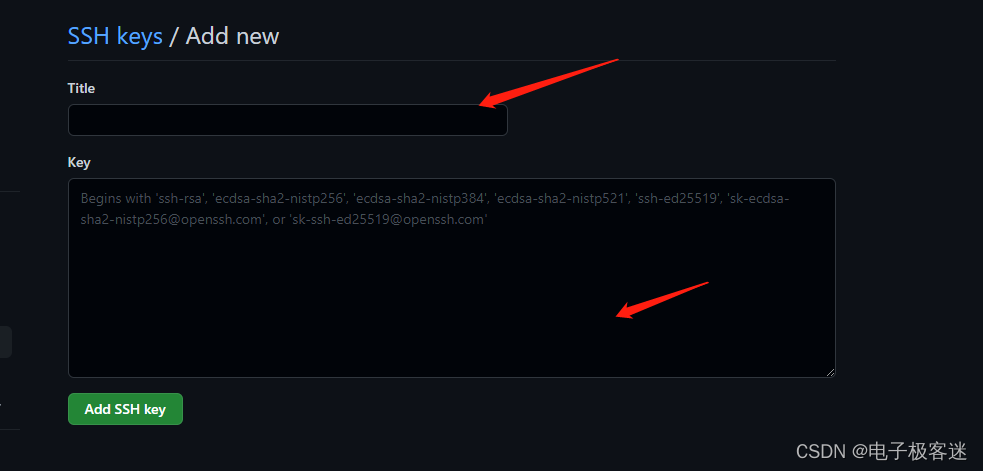 SSH keys / Add new
Title
Key
Begins with 'ssh-rsa', 'ecdsa-sha2-nistp256', 'ecdsa-sha2-nistp384', 'ecdsa-sha2-nistp521', 'ssh-ed25519', 'sk-ecdsa-
sha2-nistp256@openssh.com', or 'sk-ssh-ed25519@openssh.com'
Add SSH key
CSDN @电子极客迷